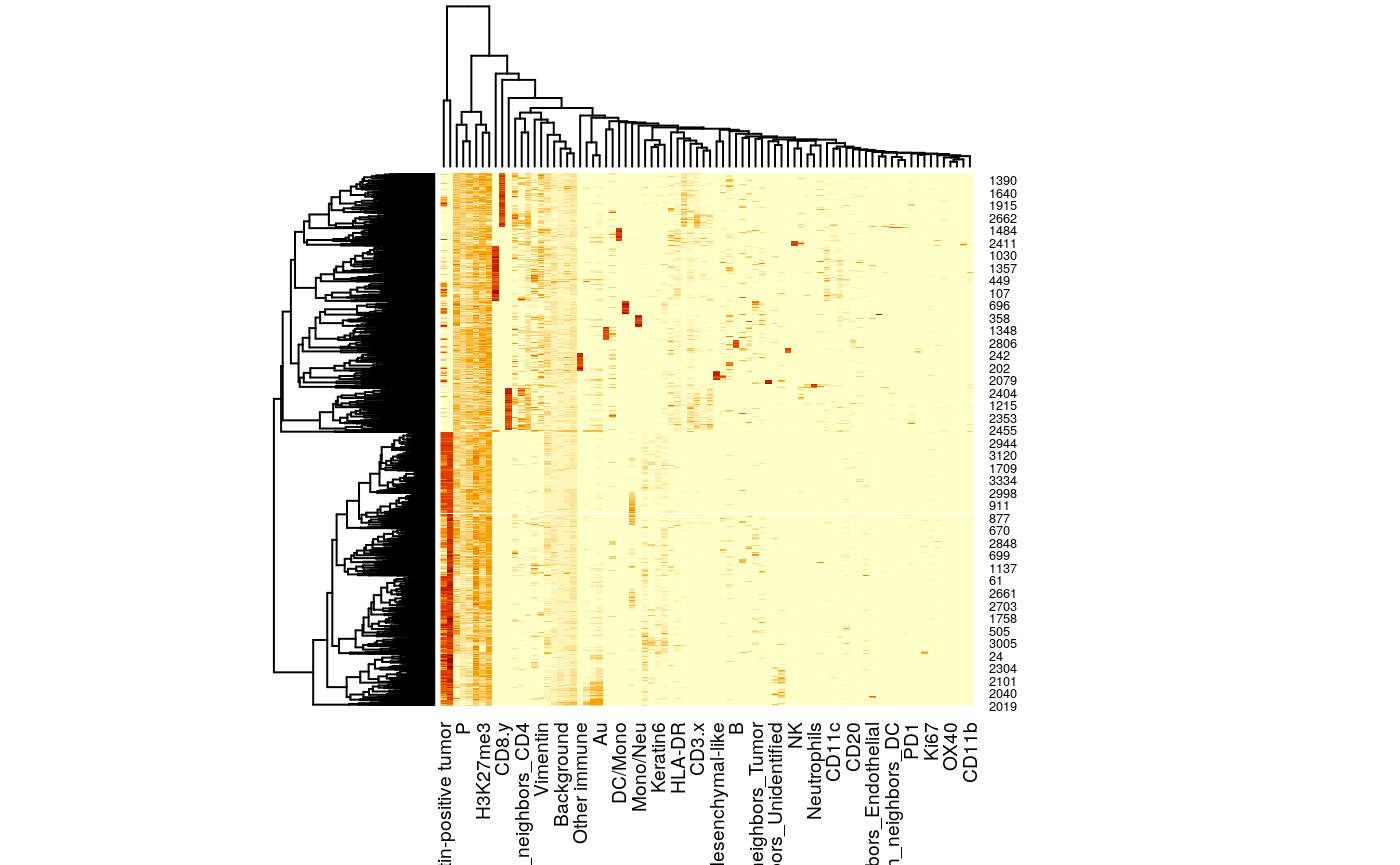 1390
1640
1915
2662
1484
2411
1030
1357
449
107
696
358
1348
2806
242
202
2079
2404
1215
2253
2455
2944
3120
1709
3334
2998
911
877
670
2848
699
1137
61
2661
2703
1758
505
3005
24
2304
2101
2040
2019
tin-positive tumor
P
H3K27me3
CD8.y
_neighbors_CD4
Vimentin
Background
Other immune
Au
DC/Mono
Mono/Neu
Keratin6
HLA-DR
CD3.x
lesenchymal-like
B
neighbors_Tumor
ors_Unidentified
NK
Neutrophils
CD11c
CD20
bors_Endothelial
n_neighbors_DC
PD1
Ki67
OX40
CD11b